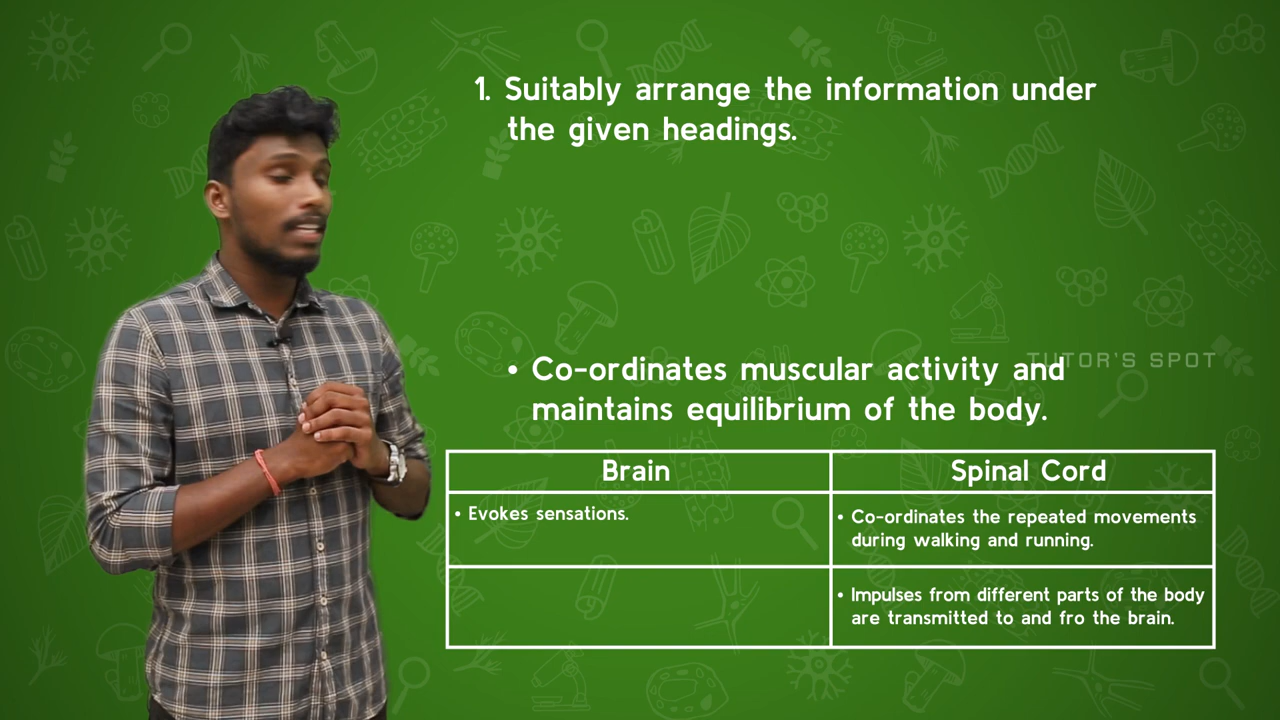 1. Suitably arrange the information under
the given headings.
TUTOR'S SPOT
• Co-ordinates muscular activity and
maintains equilibrium of the body.
Brain
Spinal Cord
• Evokes sensations.
• Co-ordinates the repeated movements
during walking and running.
• Impulses from different parts of the body
are transmitted to and fro the brain.